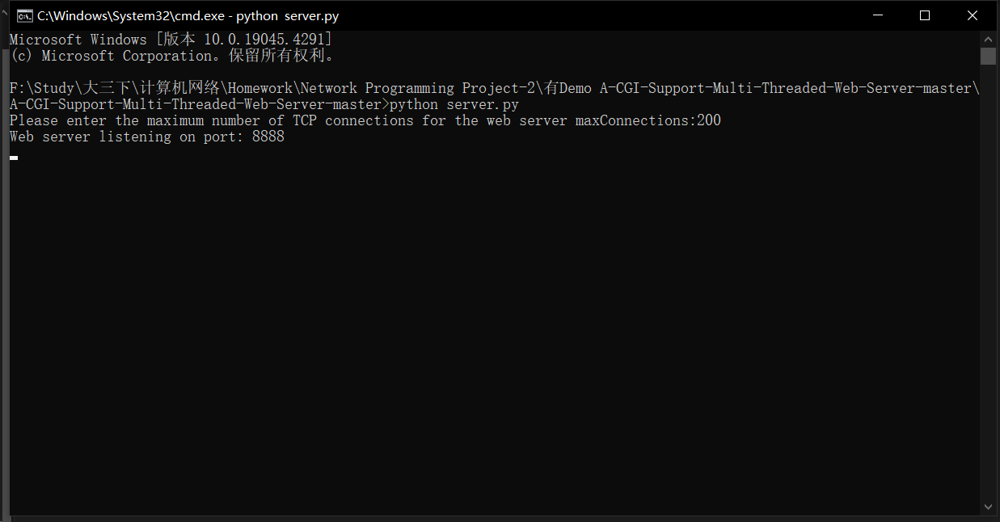 C:\Windows\System32\cmd.exe - python  server.py
Microsoft Windows [版本 10.0.19045.4291]
(c) Microsoft Corporation。保留所有权利。
F:\Study\大三下\计算机网络\Homework\Network Programming Project-2\有Demo A-CGI-Support-Multi-Threaded-Web-Server-master\
A-CGI-Support-Multi-Threaded-Web-Server-master>python server.py
Please enter the maximum number of TCP connections for the web server maxConnections:200
Web server listening on port: 8888